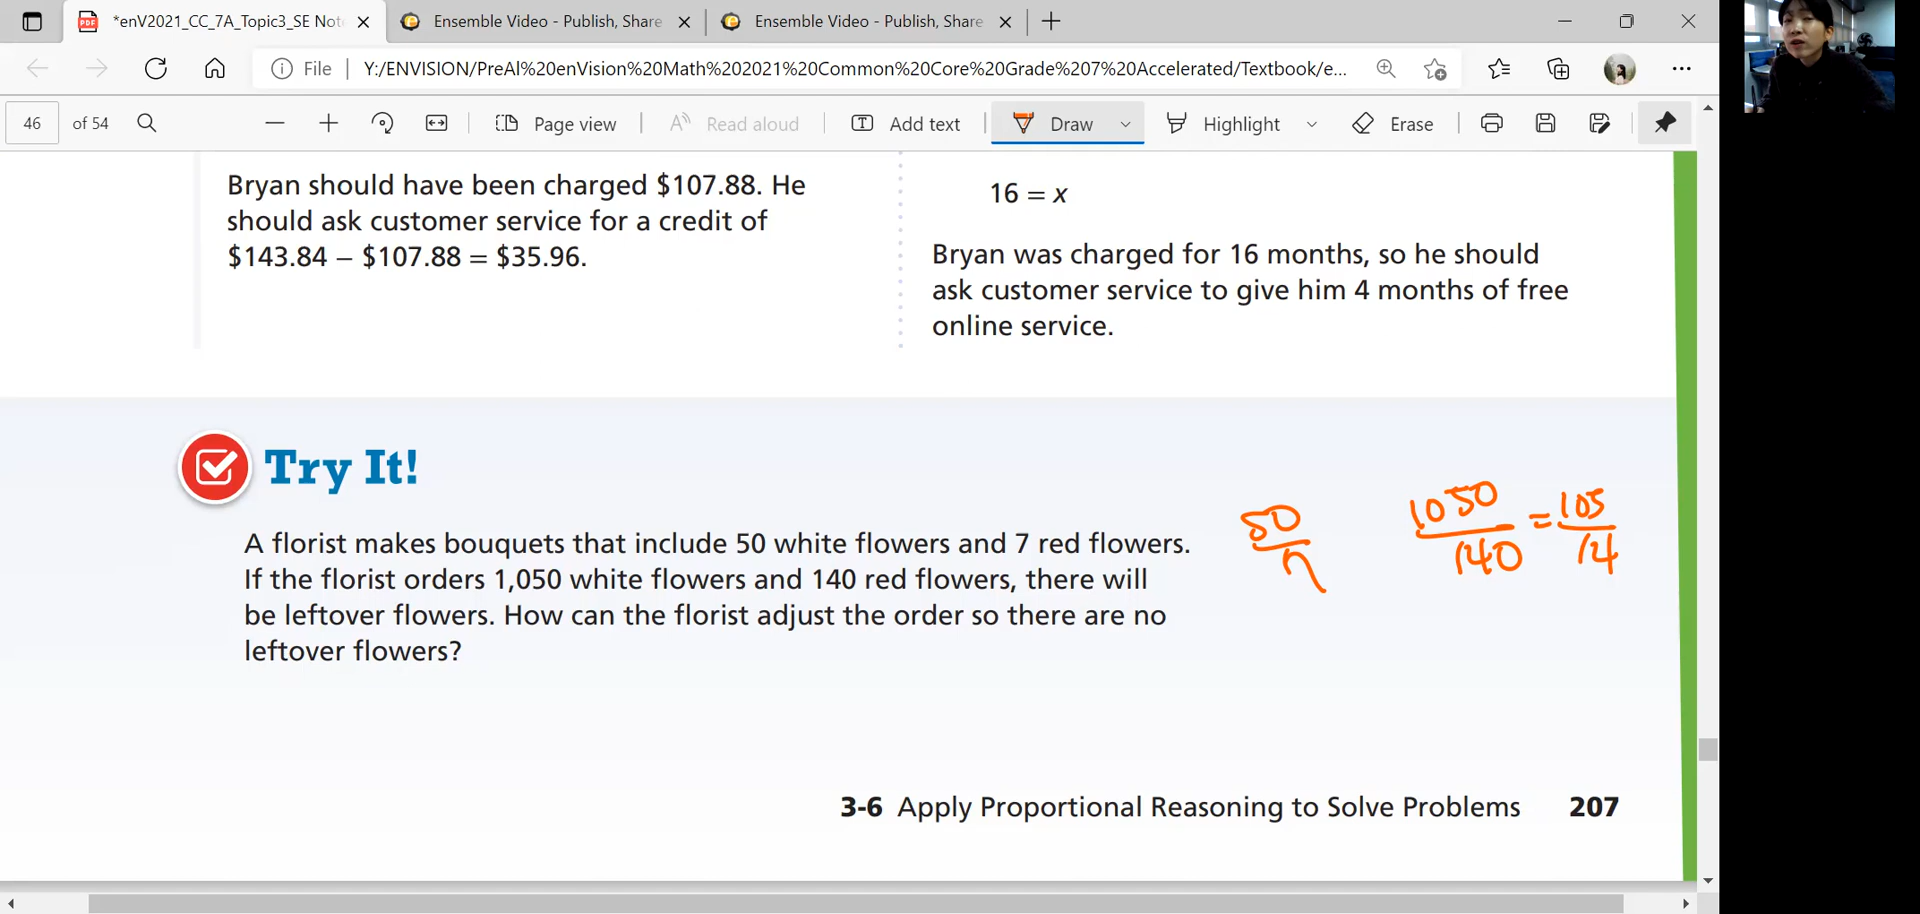 *enV2021_CC_7A_Topic3_SE Not
Ensemble Video - Publish, Share
Ensemble Video - Publish, Share
File
Y:/ENVISION/PreAl%20enVision%20Math%202021%20Common%20Core%20Grade%207%20Accelerated/Textbook/e...
46 of 54
Page view
Read aloud
Add text
Draw
Highlight
Erase
Bryan should have been charged $107.88. He
should ask customer service for a credit of
$143.84 − $107.88 = $35.96.
16 = x
Bryan was charged for 16 months, so he should
ask customer service to give him 4 months of free
online service.
Try It!
A florist makes bouquets that include 50 white flowers and 7 red flowers.
If the florist orders 1,050 white flowers and 140 red flowers, there will
be leftover flowers. How can the florist adjust the order so there are no
leftover flowers?
50/7
1050/140 = 105/14
3-6 Apply Proportional Reasoning to Solve Problems 207